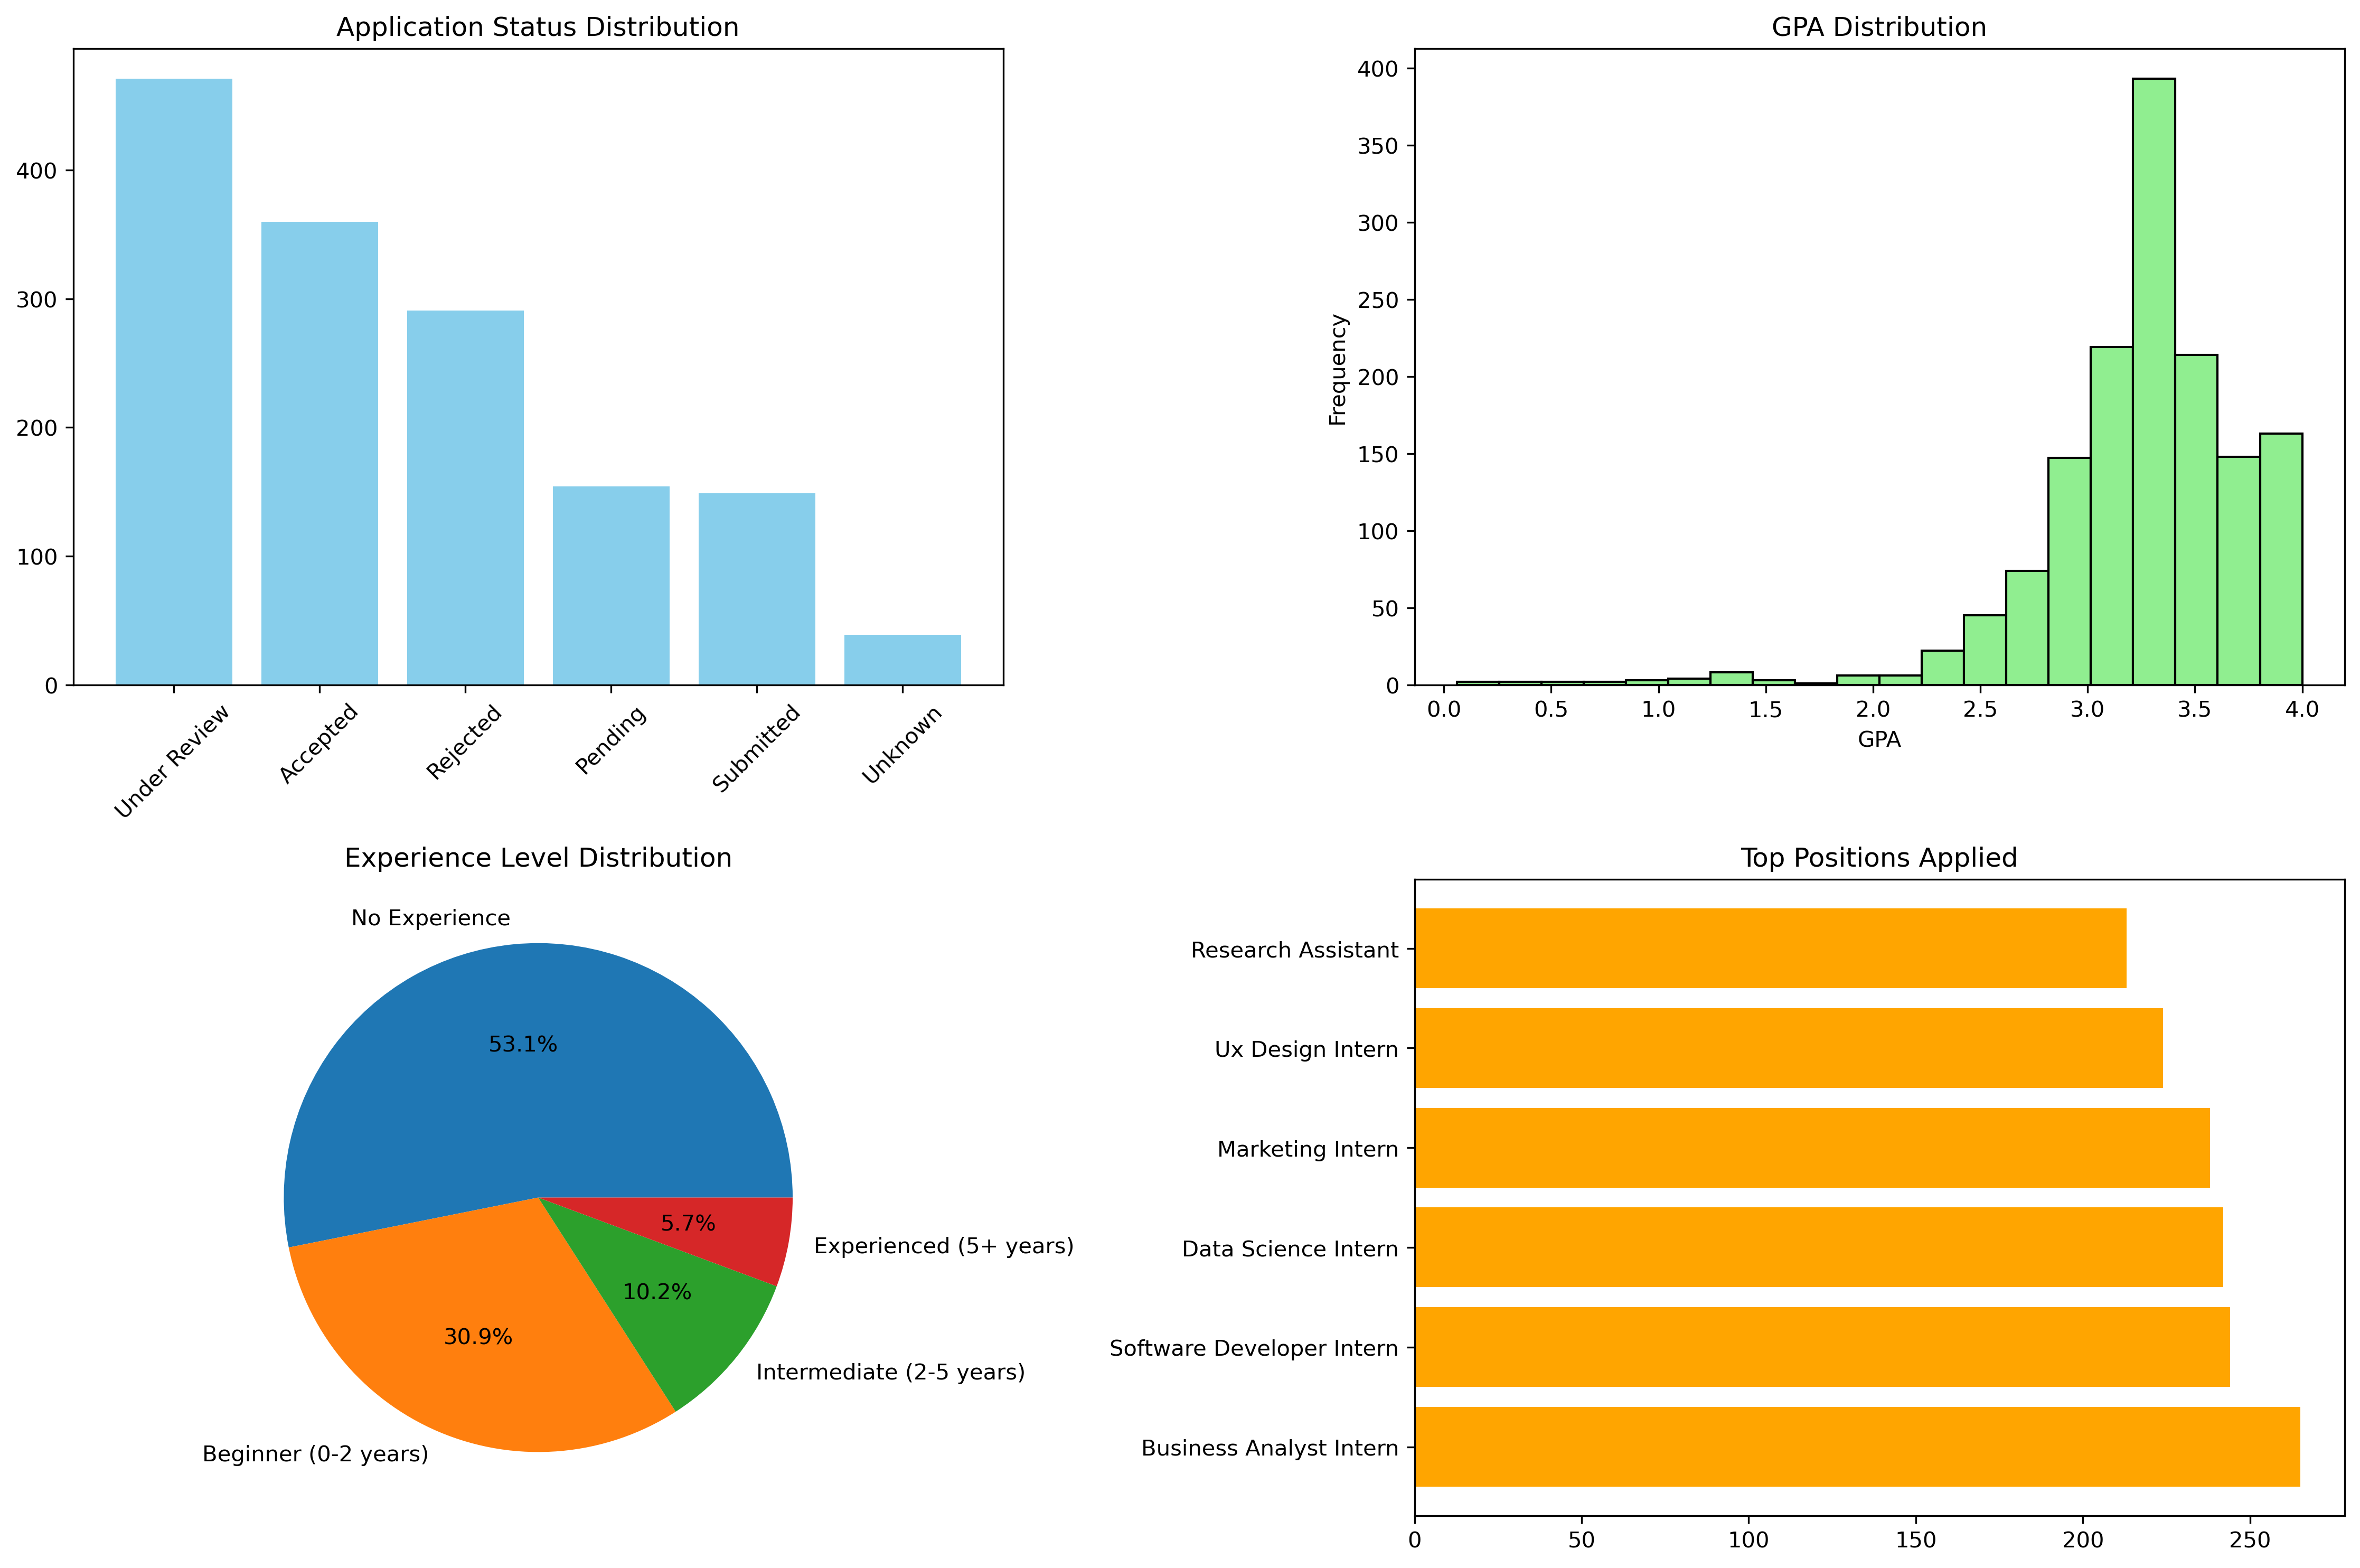 Application Status Distribution
400
300
200
100
0
Under Review
Accepted
Rejected
Pending
Submitted
Unknown
GPA Distribution
Frequency
400
350
300
250
200
150
100
50
0
0.0 0.5 1.0 1.5 2.0 2.5 3.0 3.5 4.0
GPA
Experience Level Distribution
No Experience
53.1%
5.7%
Experienced (5+ years)
10.2%
30.9%
Intermediate (2-5 years)
Beginner (0-2 years)
Top Positions Applied
Research Assistant
Ux Design Intern
Marketing Intern
Data Science Intern
Software Developer Intern
Business Analyst Intern
0 50 100 150 200 250